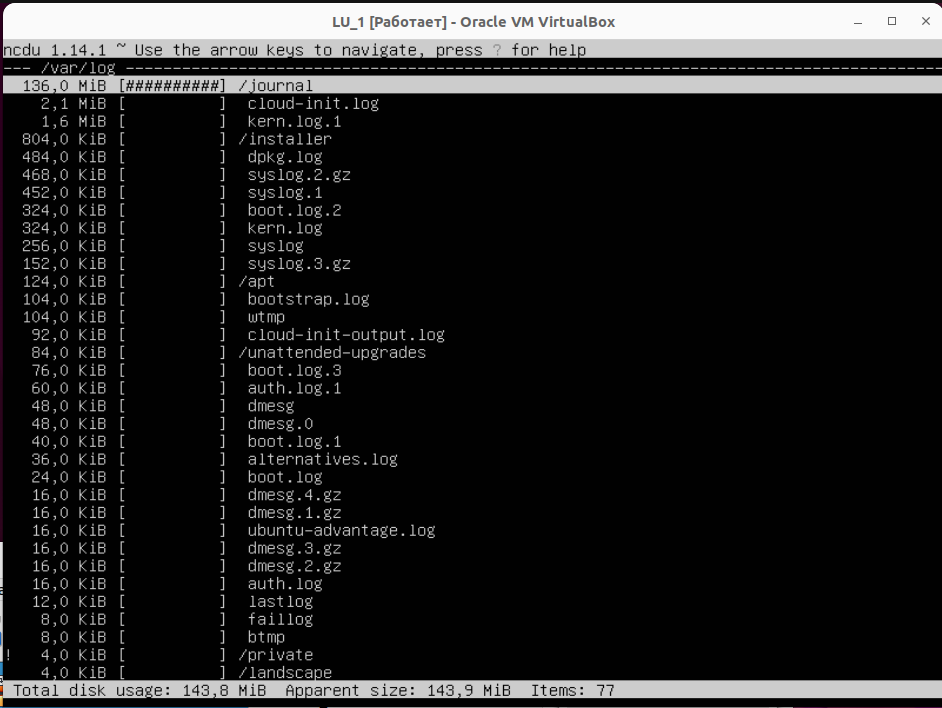 LU_1 [Работает] - Oracle VM VirtualBox
ncdu 1.14.1 ~ Use the arrow keys to navigate, press ? for help
--- /var/log ----------------------------------------------------------------------------------------
136,0 MiB [##########] /journal
2,1 MiB [          ]  cloud-init.log
1,6 MiB [          ]  kern.log.1
804,0 KiB [          ] /installer
484,0 KiB [          ]  dpkg.log
468,0 KiB [          ]  syslog.2.gz
452,0 KiB [          ]  syslog.1
324,0 KiB [          ]  boot.log.2
324,0 KiB [          ]  kern.log
256,0 KiB [          ]  syslog
152,0 KiB [          ]  syslog.3.gz
124,0 KiB [          ] /apt
104,0 KiB [          ]  bootstrap.log
104,0 KiB [          ]  wtmp
92,0 KiB [          ]  cloud-init-output.log
84,0 KiB [          ] /unattended-upgrades
76,0 KiB [          ]  boot.log.3
60,0 KiB [          ]  auth.log.1
48,0 KiB [          ]  dmesg
48,0 KiB [          ]  dmesg.0
40,0 KiB [          ]  boot.log.1
36,0 KiB [          ]  alternatives.log
24,0 KiB [          ]  boot.log
16,0 KiB [          ]  dmesg.4.gz
16,0 KiB [          ]  dmesg.1.gz
16,0 KiB [          ]  ubuntu-advantage.log
16,0 KiB [          ]  dmesg.3.gz
16,0 KiB [          ]  dmesg.2.gz
16,0 KiB [          ]  auth.log
12,0 KiB [          ]  lastlog
8,0 KiB [          ]  faillog
8,0 KiB [          ]  btmp
! 4,0 KiB [          ] /private
4,0 KiB [          ] /landscape
Total disk usage: 143,8 MiB  Apparent size: 143,9 MiB  Items: 77